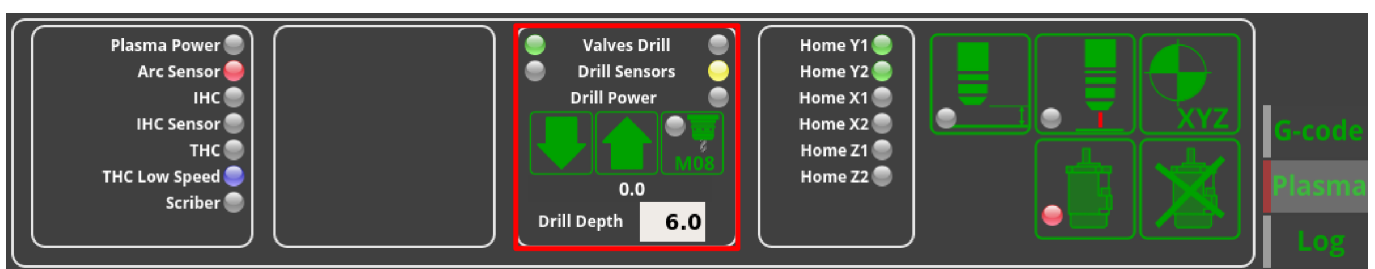 Plasma Power
Arc Sensor
IHC
IHC Sensor
THC
THC Low Speed
Scriber
Valves Drill
Drill Sensors
Drill Power
M08
0.0
Drill Depth 6.0
Home Y1
Home Y2
Home X1
Home X2
Home Z1
Home Z2
XYZ
G-code
Plasma
Log